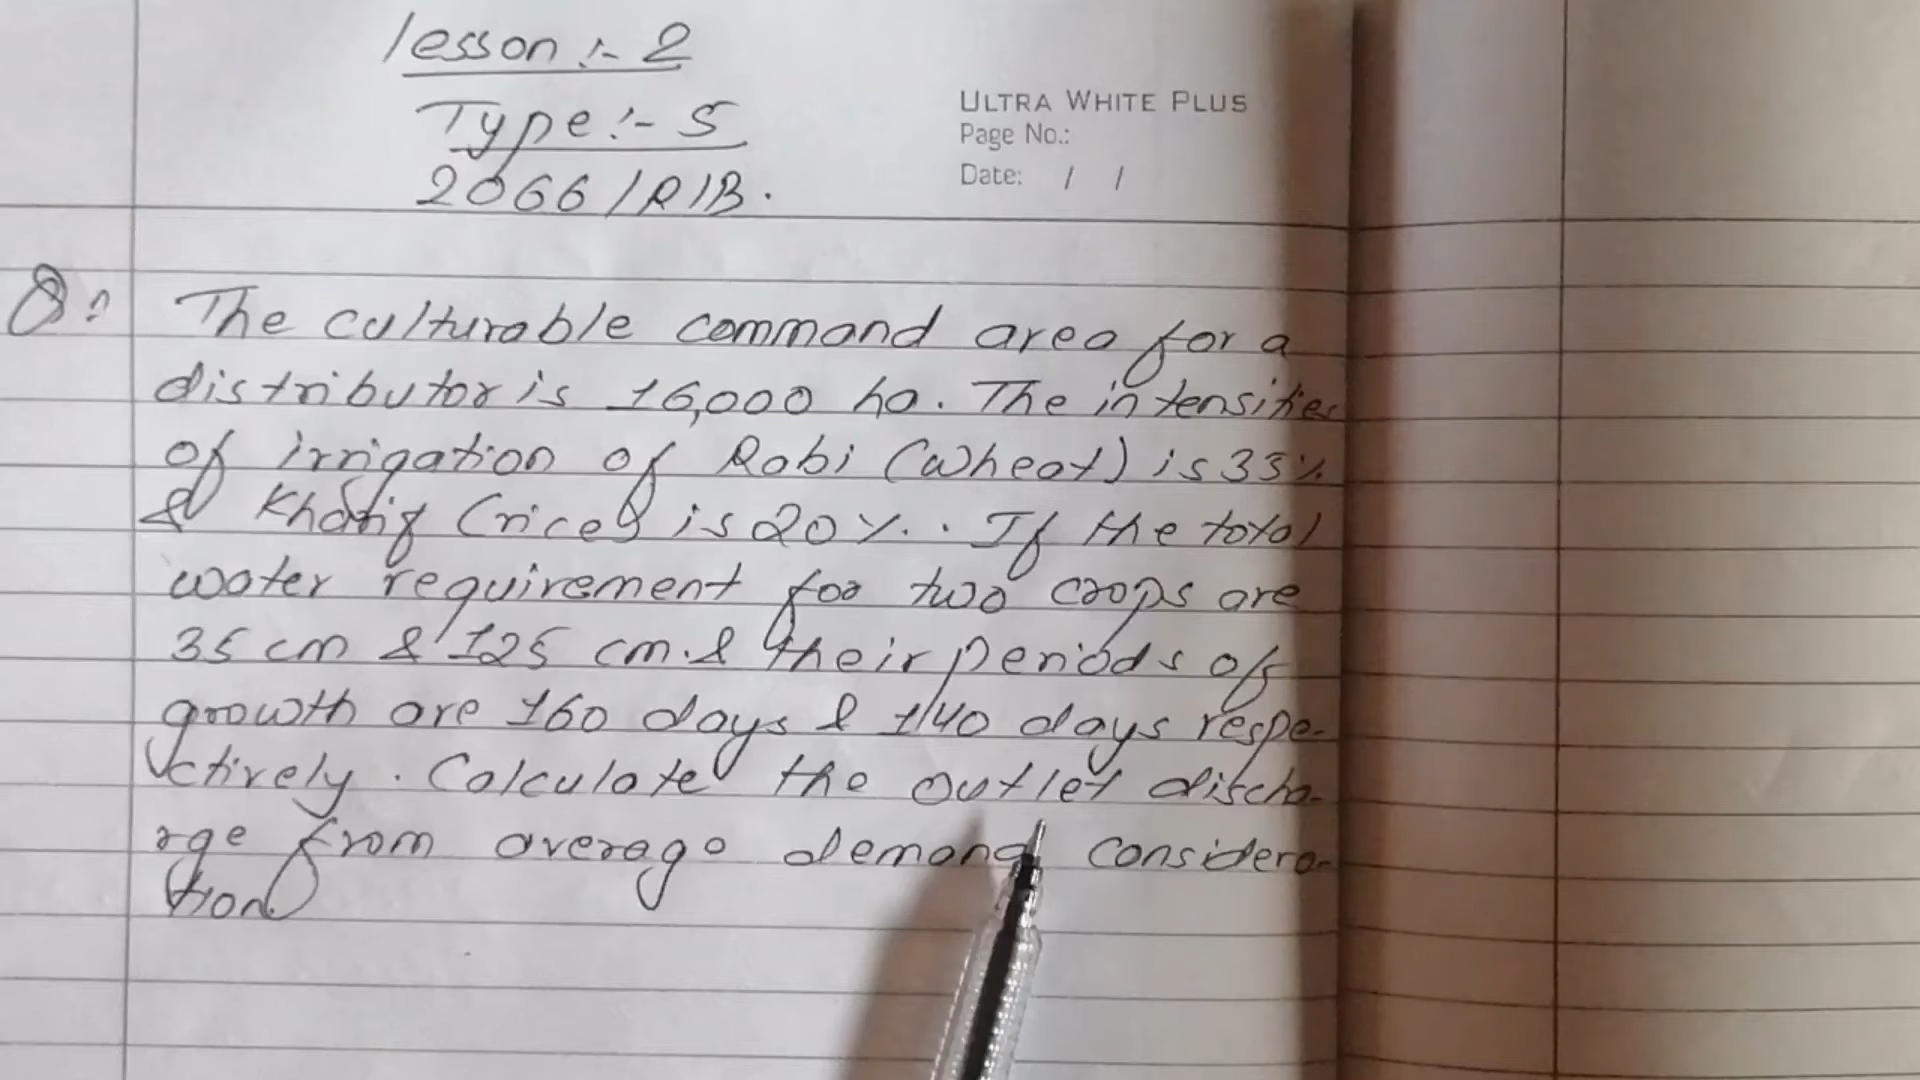 lesson :- 2
Type :- 5
2066/R/B.
ULTRA WHITE PLUS
Page No.:
Date: / /
Q: The culturable command area for a
distributor is 16,000 ha. The intensities
of irrigation of Rabi (wheat) is 33%
& Kharif (rice) is 20%. If the total
water requirement for two crops are
35 cm & 125 cm. & their periods of
growth are 160 days & 140 days respe-
ctively. Calculate the outlet discha-
rge from average demand considera-
tion